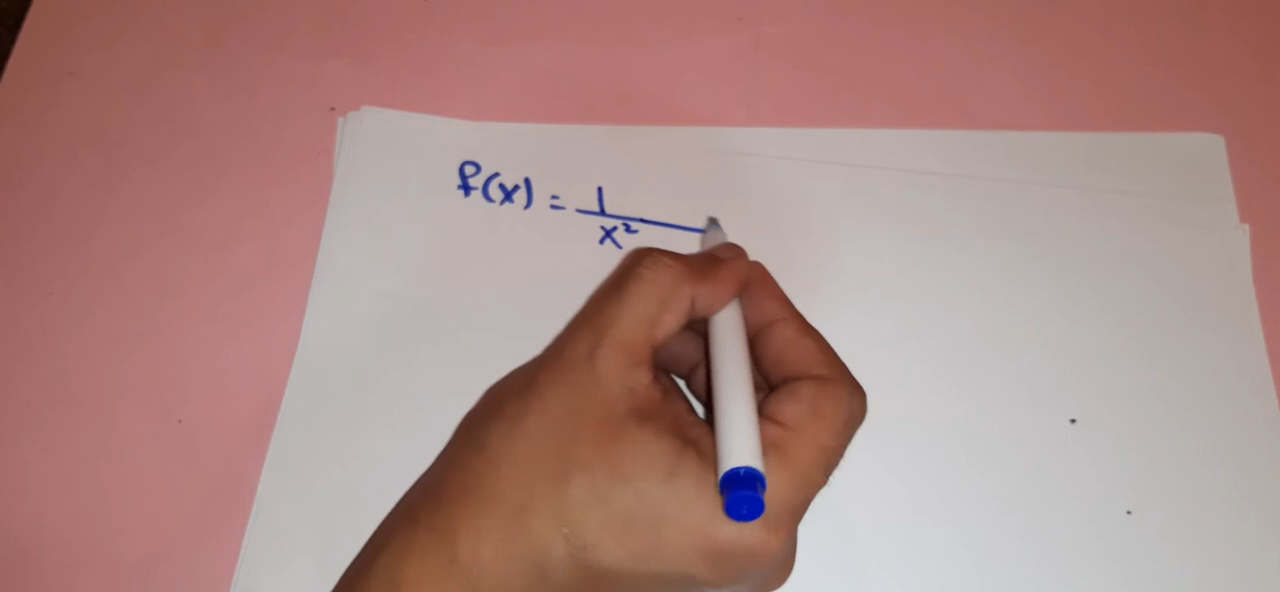 f(x) = 1/x²